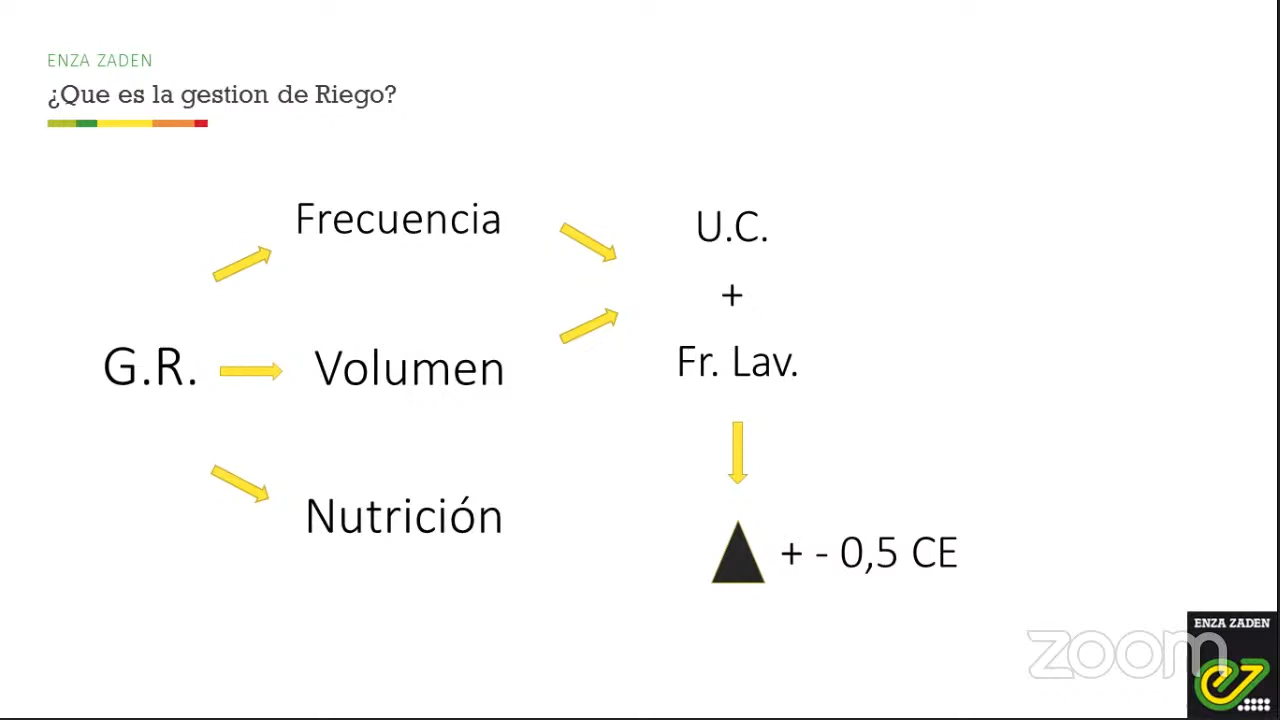 ENZA ZADEN
¿Que es la gestion de Riego?
Frecuencia
U.C.
+
G.R.
Volumen
Fr. Lav.
Nutrición
+ - 0,5 CE
ENZA ZADEN
zoom